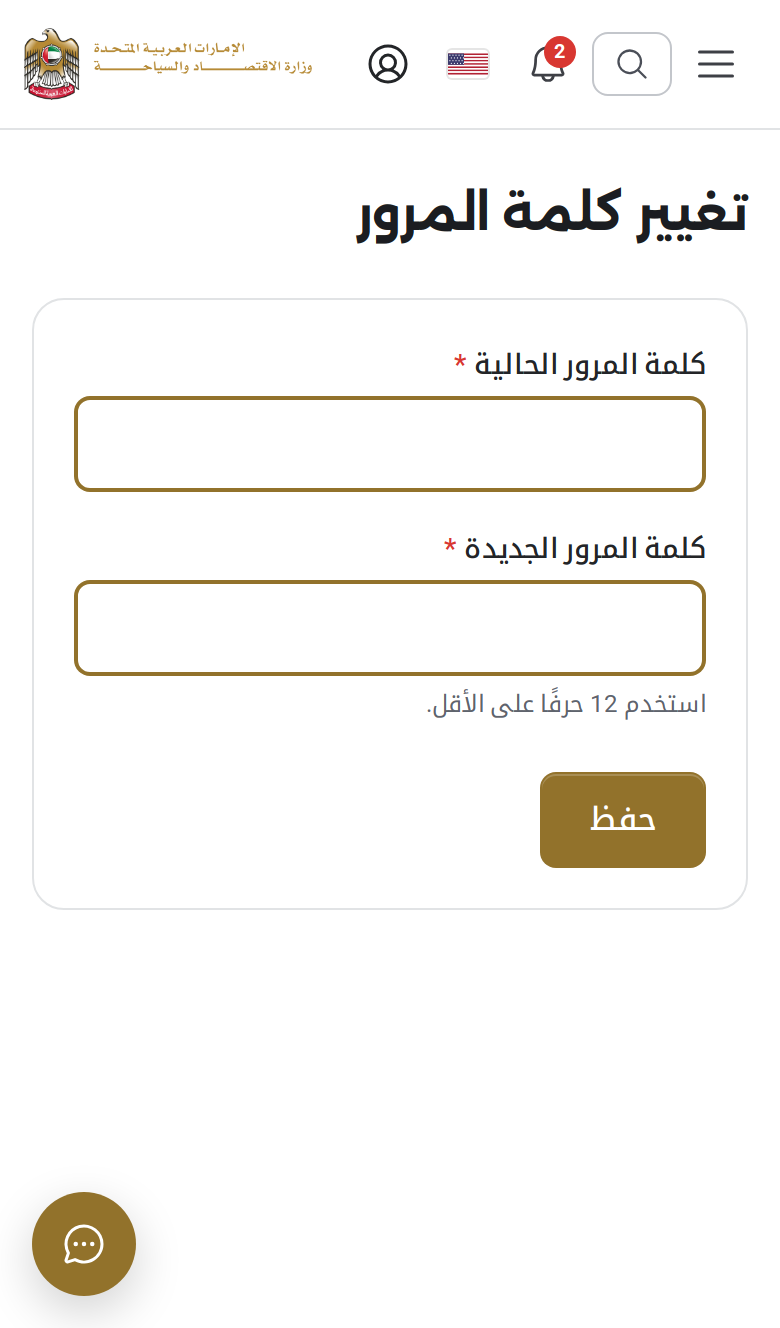 الإمارات العربية المتحدة
وزارة الاقتصاد والسياحة
2
تغيير كلمة المرور
كلمة المرور الحالية *
كلمة المرور الجديدة *
استخدم 12 حرفًا على الأقل.
حفظ